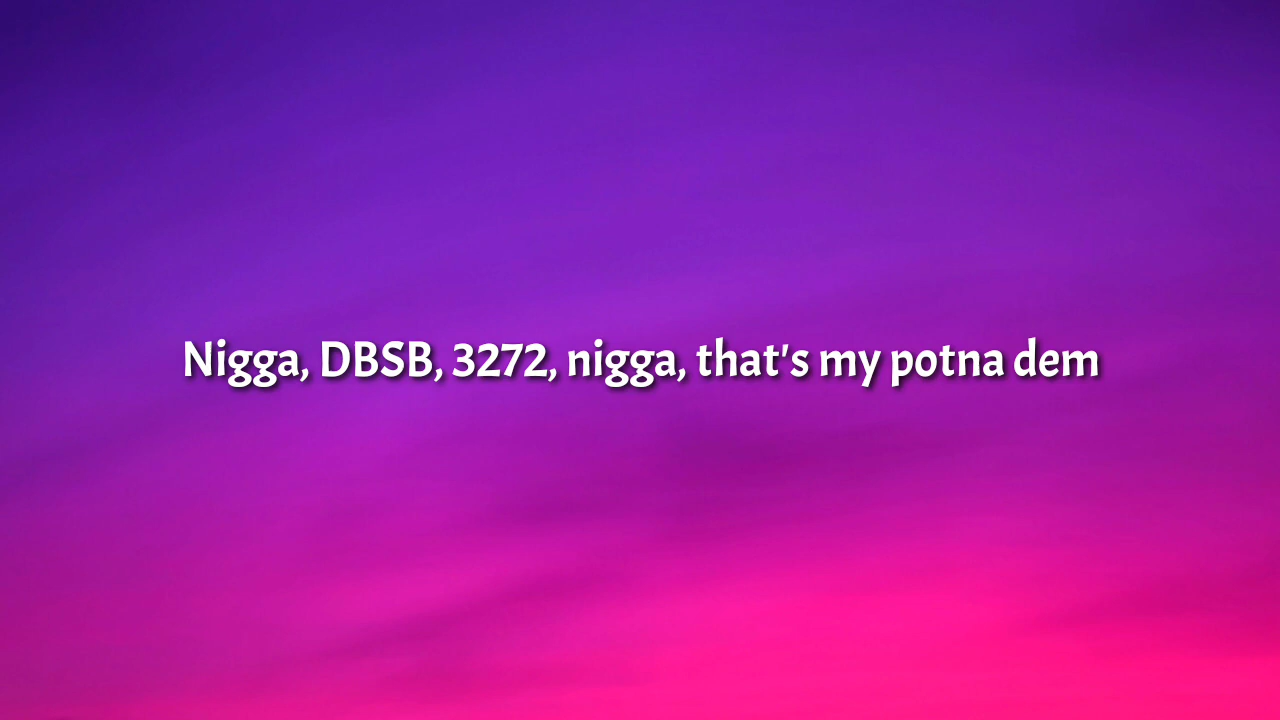 Nigga, DBSB, 3272, nigga, that's my potna dem